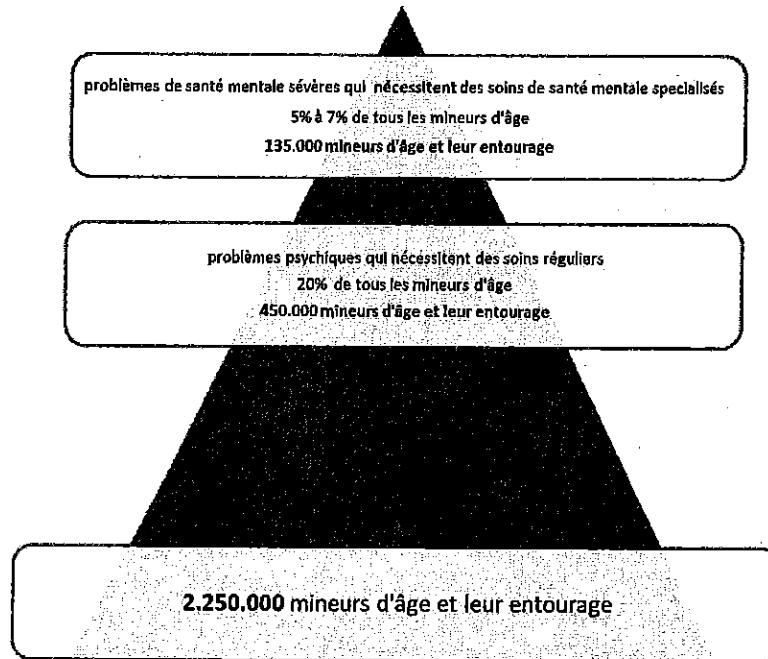 problèmes de santé mentale sévères qui nécessitent des soins de santé mentale specialisés
5% à 7% de tous les mineurs d'âge
135.000 mineurs d'âge et leur entourage
problèmes psychiques qui nécessitent des soins réguliers
20% de tous les mineurs d'âge
450.000 mineurs d'âge et leur entourage
2.250.000 mineurs d'âge et leur entourage